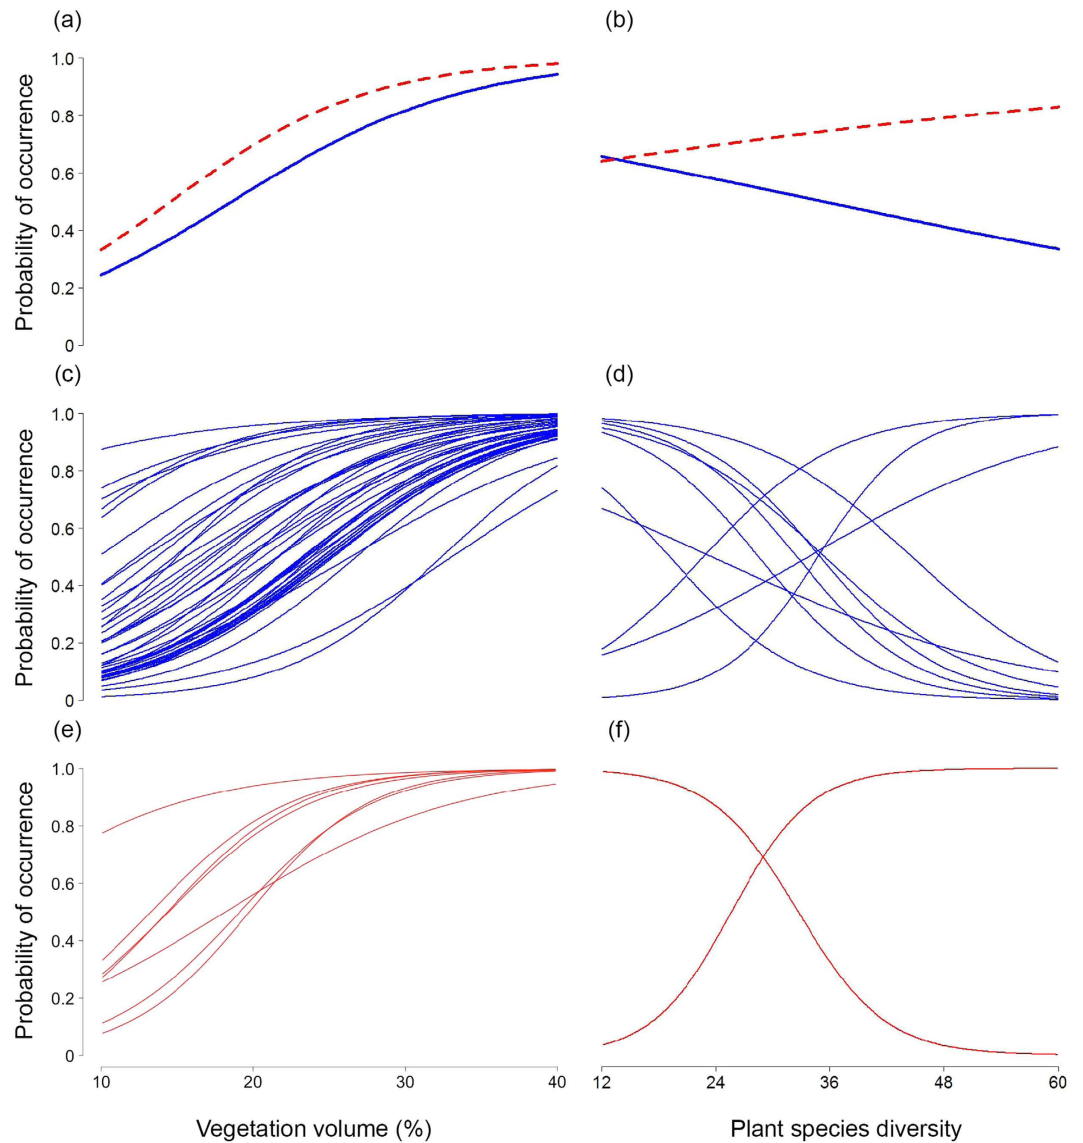 (a)
(b)
Probability of occurrence
1.0
0.8
0.6
0.4
0.2
0
(c)
(d)
Probability of occurrence
1.0
0.8
0.6
0.4
0.2
0
(e)
(f)
Probability of occurrence
1.0
0.8
0.6
0.4
0.2
0
10 20 30 40
12 24 36 48 60
Vegetation volume (%)
Plant species diversity